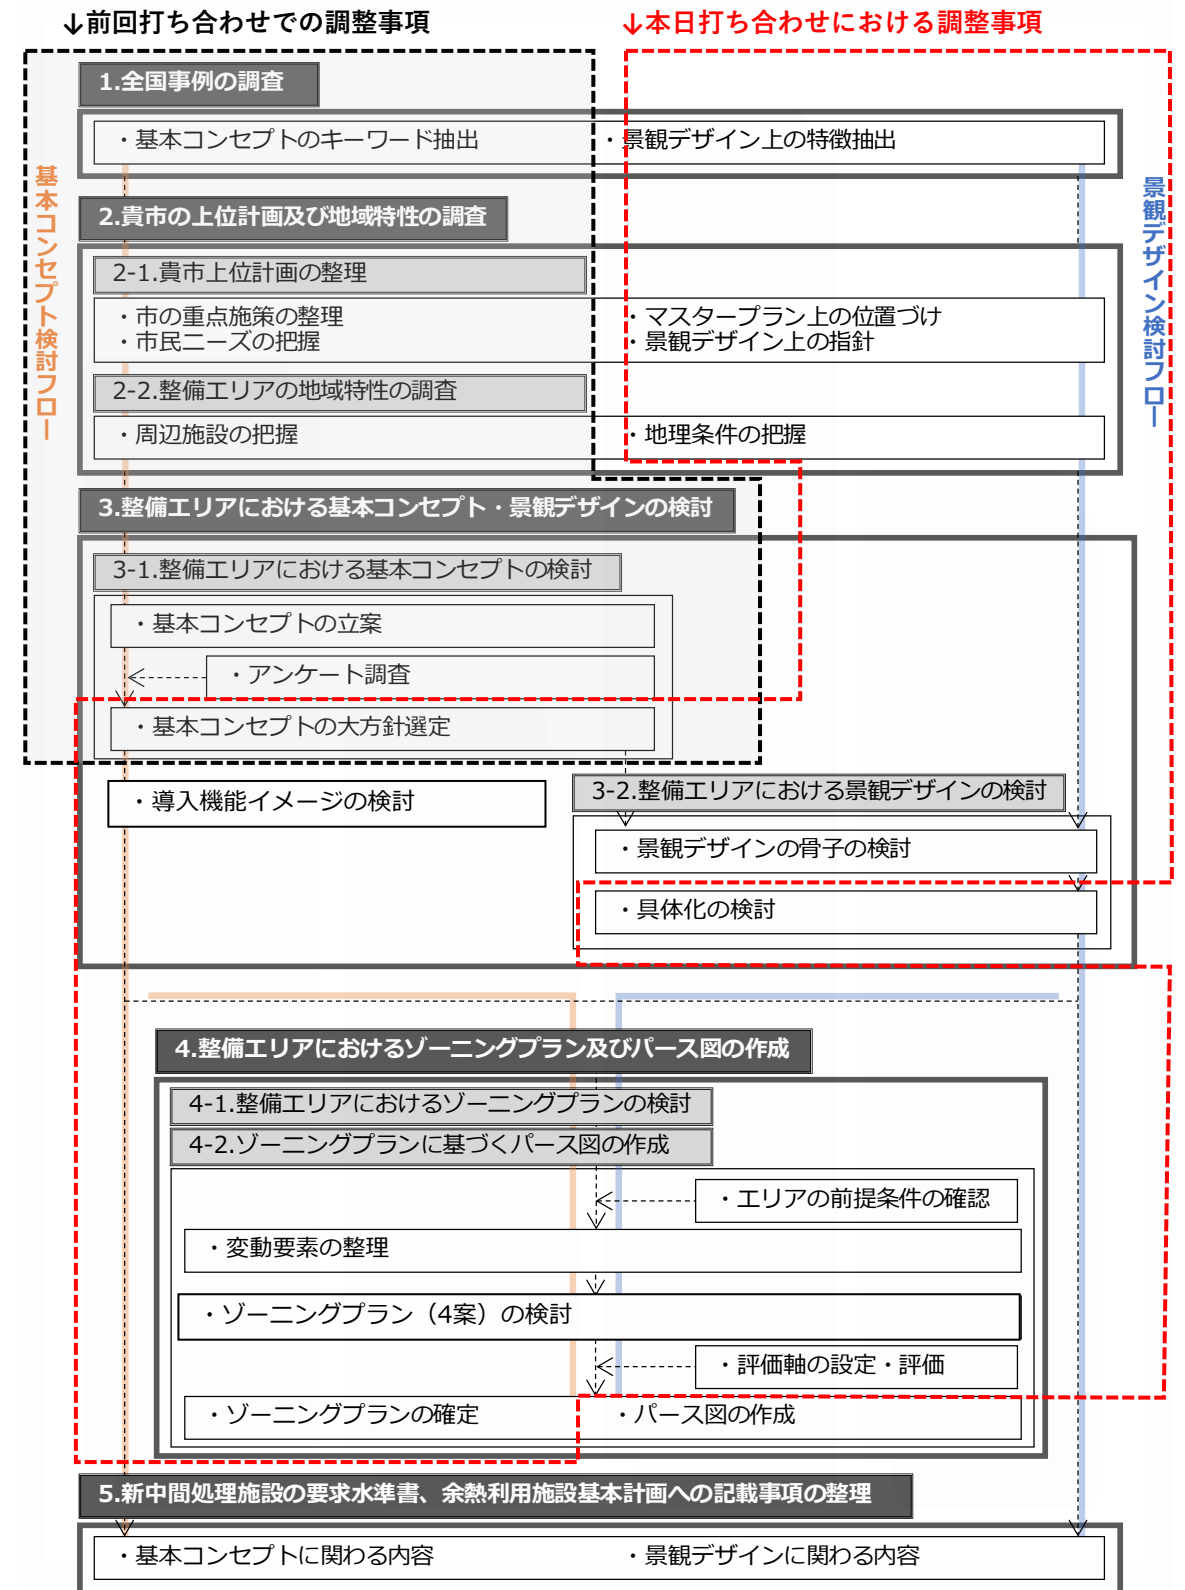 ↓前回打ち合わせでの調整事項
↓本日打ち合わせにおける調整事項
基本コンセプト検討フロー
景観デザイン検討フロー
1.全国事例の調査
・基本コンセプトのキーワード抽出
・景観デザイン上の特徴抽出
2.貴市の上位計画及び地域特性の調査
2-1.貴市上位計画の整理
・市の重点施策の整理
・市民ニーズの把握
・マスタープラン上の位置づけ
・景観デザイン上の指針
2-2.整備エリアの地域特性の調査
・周辺施設の把握
・地理条件の把握
3.整備エリアにおける基本コンセプト・景観デザインの検討
3-1.整備エリアにおける基本コンセプトの検討
・基本コンセプトの立案
・アンケート調査
・基本コンセプトの大方針選定
・導入機能イメージの検討
3-2.整備エリアにおける景観デザインの検討
・景観デザインの骨子の検討
・具体化の検討
4.整備エリアにおけるゾーニングプラン及びパース図の作成
4-1.整備エリアにおけるゾーニングプランの検討
4-2.ゾーニングプランに基づくパース図の作成
・エリアの前提条件の確認
・変動要素の整理
・ゾーニングプラン（4案）の検討
・評価軸の設定・評価
・ゾーニングプランの確定
・パース図の作成
5.新中間処理施設の要求水準書、余熱利用施設基本計画への記載事項の整理
・基本コンセプトに関わる内容
・景観デザインに関わる内容